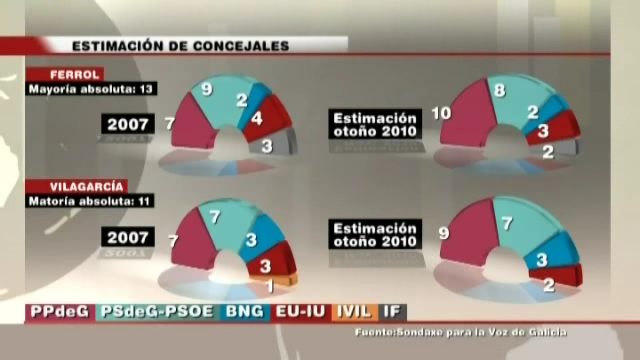 ESTIMACIÓN DE CONCEJALES
FERROL
Mayoría absoluta: 13
2007
7
9
2
4
3
Estimación
otoño 2010
10
8
2
3
2
VILAGARCÍA
Matoría absoluta: 11
2007
7
7
3
3
1
Estimación
otoño 2010
9
7
3
2
PPdeG PSdeG-PSOE BNG EU-IU IVIL IF
Fuente:Sondaxe para la Voz de Galicia